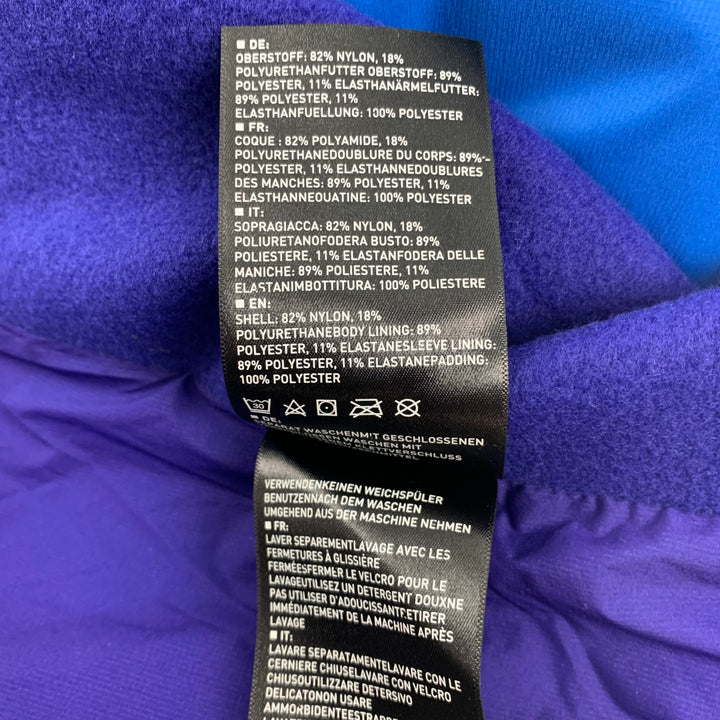 ■ DE:
OBERSTOFF: 82% NYLON, 18%
POLYURETHANFUTTER OBERSTOFF: 89%
POLYESTER, 11% ELASTHANÄRMELFUTTER:
89% POLYESTER, 11%
ELASTHANFUELLUNG: 100% POLYESTER
■ FR:
COQUE : 82% POLYAMIDE, 18%
POLYURETHANEDOUBLURE DU CORPS: 89%
POLYESTER, 11% ELASTHANNEDOUBLURES
DES MANCHES: 89% POLYESTER, 11%
ELASTHANNEOUATINE: 100% POLYESTER
■ IT:
SOPRAGIACCA: 82% NYLON, 18%
POLIURETANOFODERA BUSTO: 89%
POLIESTERE, 11% ELASTANFODERA DELLE
MANICHE: 89% POLIESTERE, 11%
ELASTANIMBOTTITURA: 100% POLIESTERE
■ EN:
SHELL: 82% NYLON, 18%
POLYURETHANEBODY LINING: 89%
POLYESTER, 11% ELASTANESLEEVE LINING:
89% POLYESTER, 11% ELASTANEPADDING:
100% POLYESTER
30
■ DE:
WASCHENMIT GESCHLOSSENEN
WASCHEN MIT
KLETTVERSCHLUSS
VERWENDENKEINEN WEICHSPÜLER
BENUTZENNACH DEM WASCHEN
UMGEHEND AUS DER MASCHINE NEHMEN
■ FR:
LAVER SEPAREMENTLAVAGE AVEC LES
FERMETURES À GLISSIÈRE
FERMÉESFERMER LE VELCRO POUR LE
LAVAGEUTILISEZ UN DETERGENT DOUXNE
PAS UTILISER D'ADOUCISSANTRETIRER
IMMÉDIATEMENT DE LA MACHINE APRÈS
LAVAGE
■ IT:
LAVARE SEPARATAMENTELAVARE CON LE
CERNIERE CHIUSELAVARE CON VELCRO
CHIUSOUTILIZZARE DETERSIVO
DELICATONON USARE